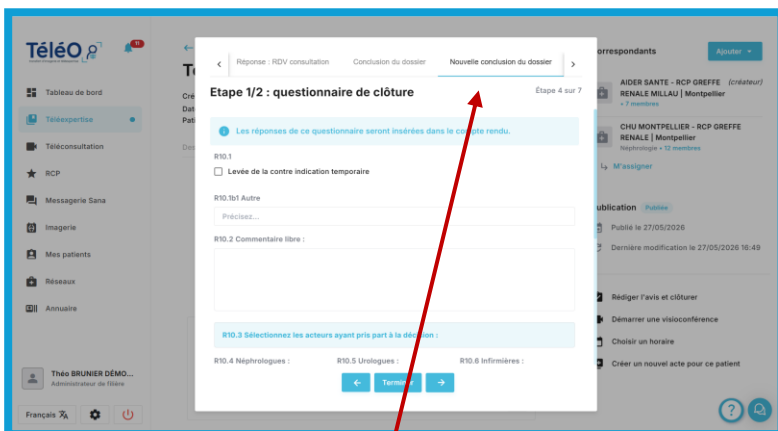 TéléO
11
Tableau de bord
Téléexpertise
Téléconsultation
RCP
Messagerie Sana
Imagerie
Mes patients
Réseaux
Annuaire
Théo BRUNIER DÉMO...
Administrateur de filière
Français
Réponse : RDV consultation
Conclusion du dossier
Nouvelle conclusion du dossier
Etape 1/2 : questionnaire de clôture
Étape 4 sur 7
Les réponses de ce questionnaire seront insérées dans le compte rendu.
R10.1
Levée de la contre indication temporaire
R10.1b1 Autre
Précisez...
R10.2 Commentaire libre :
R10.3 Sélectionnez les acteurs ayant pris part à la décision :
R10.4 Néphrologues :
R10.5 Urologues :
R10.6 Infirmières :
Terminer
orrespondants
Ajouter
AIDER SANTE - RCP GREFFE (créateur)
RENALE MILLAU | Montpellier
• 7 membres
CHU MONTPELLIER - RCP GREFFE
RENALE | Montpellier
Néphrologie • 12 membres
M'assigner
ublication Publiée
Publié le 27/05/2026
Dernière modification le 27/05/2026 16:49
Rédiger l'avis et clôturer
Démarrer une visioconférence
Choisir un horaire
Créer un nouvel acte pour ce patient
?